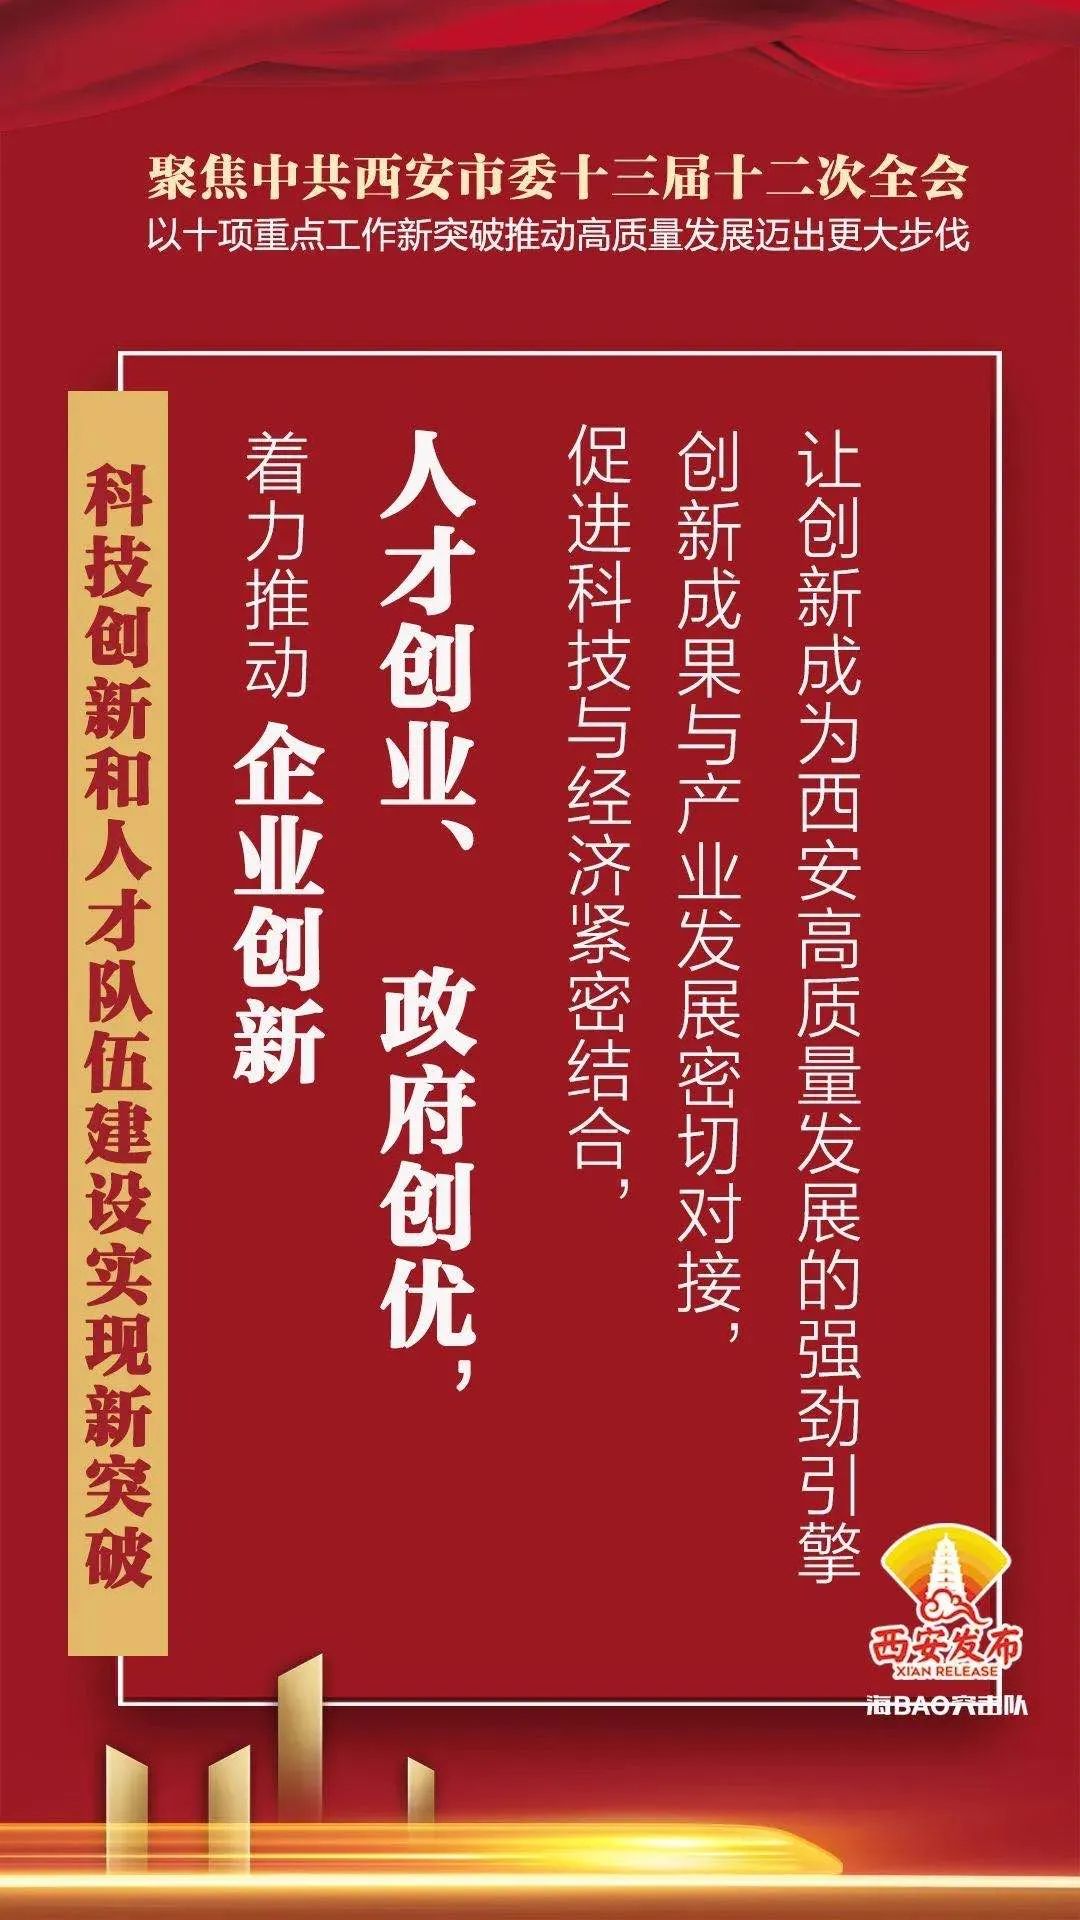 聚焦中共西安市委十三届十二次全会
以十项重点工作新突破推动高质量发展迈出更大步伐
科技创新和人才队伍建设实现新突破
着力推动 企业创新
人才创业、 政府创优，
促进科技与经济紧密结合，
创新成果与产业发展密切对接，
让创新成为西安高质量发展的强劲引擎
西安发布
XI'AN RELEASE
海BAO突击队